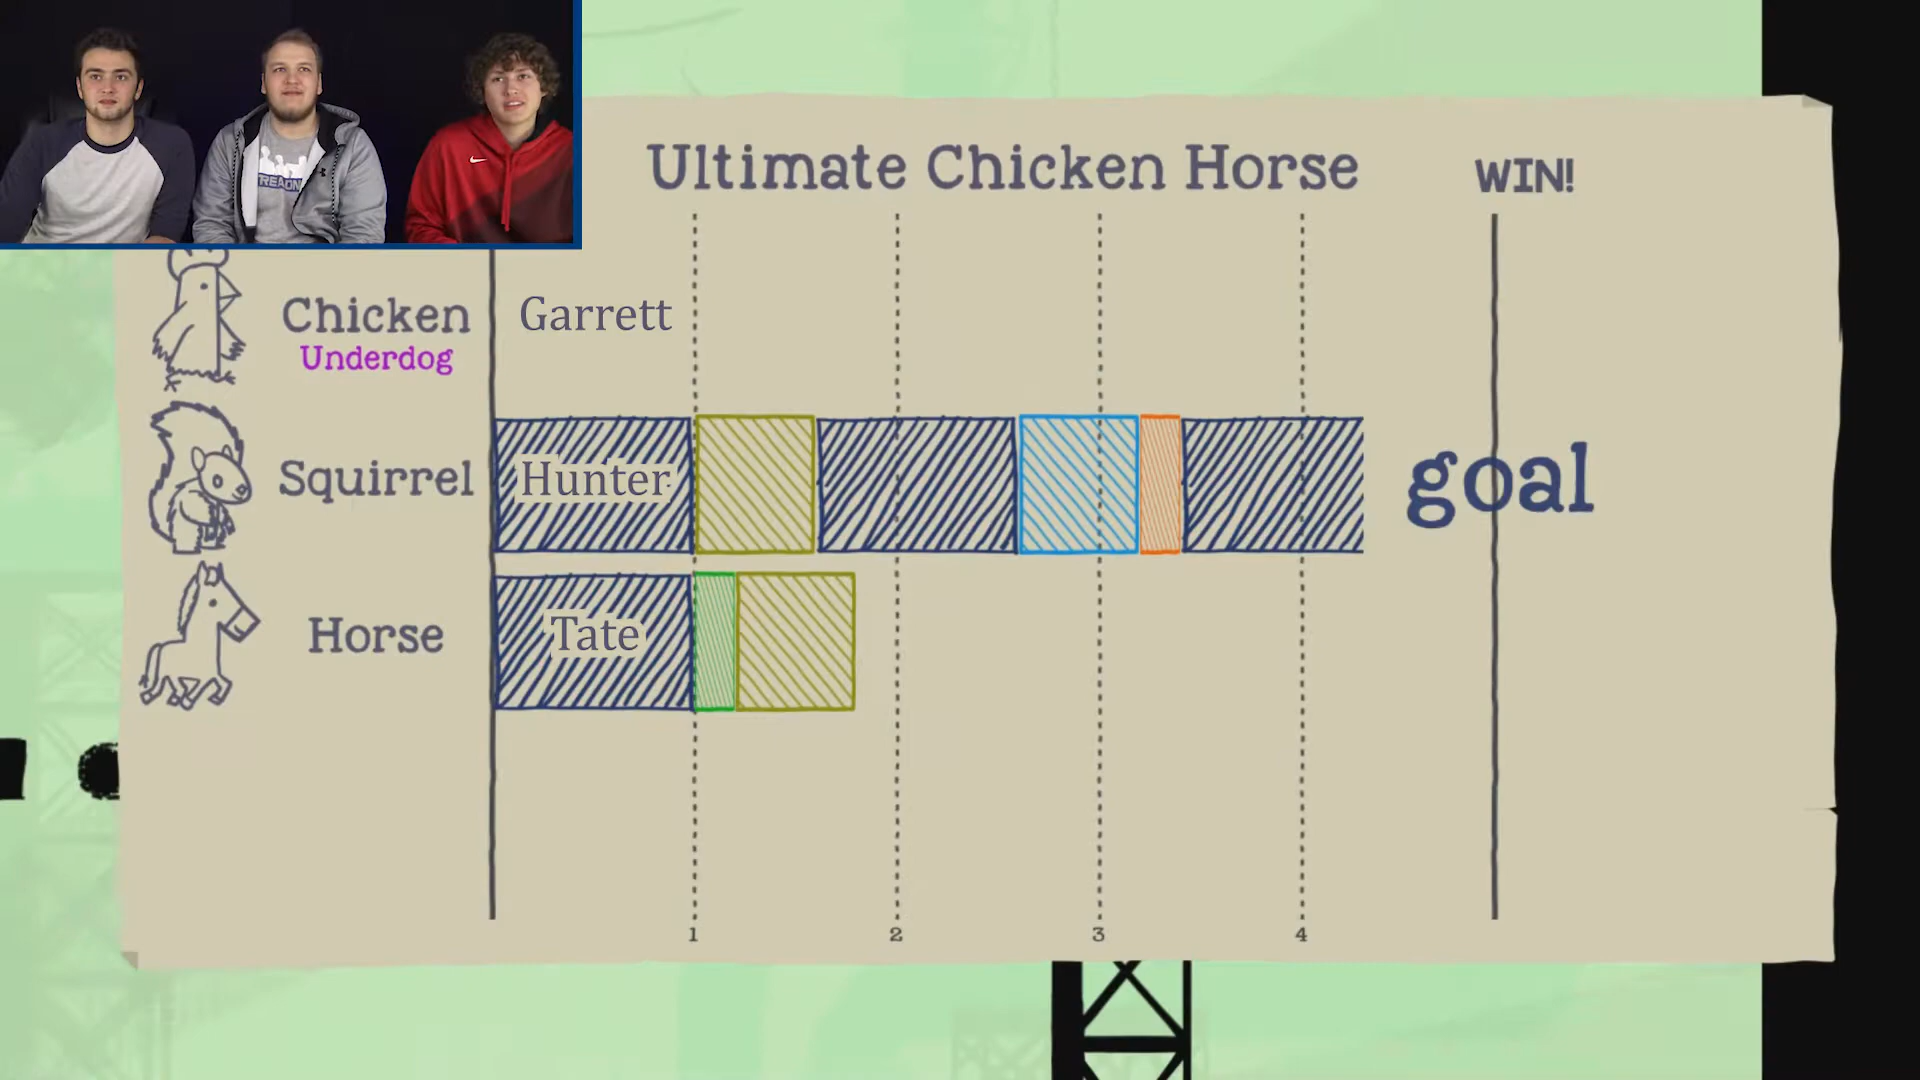 Ultimate Chicken Horse
WIN!
Chicken
Garrett
Underdog
Squirrel
Hunter
goal
Horse
Tate
1 2 3 4